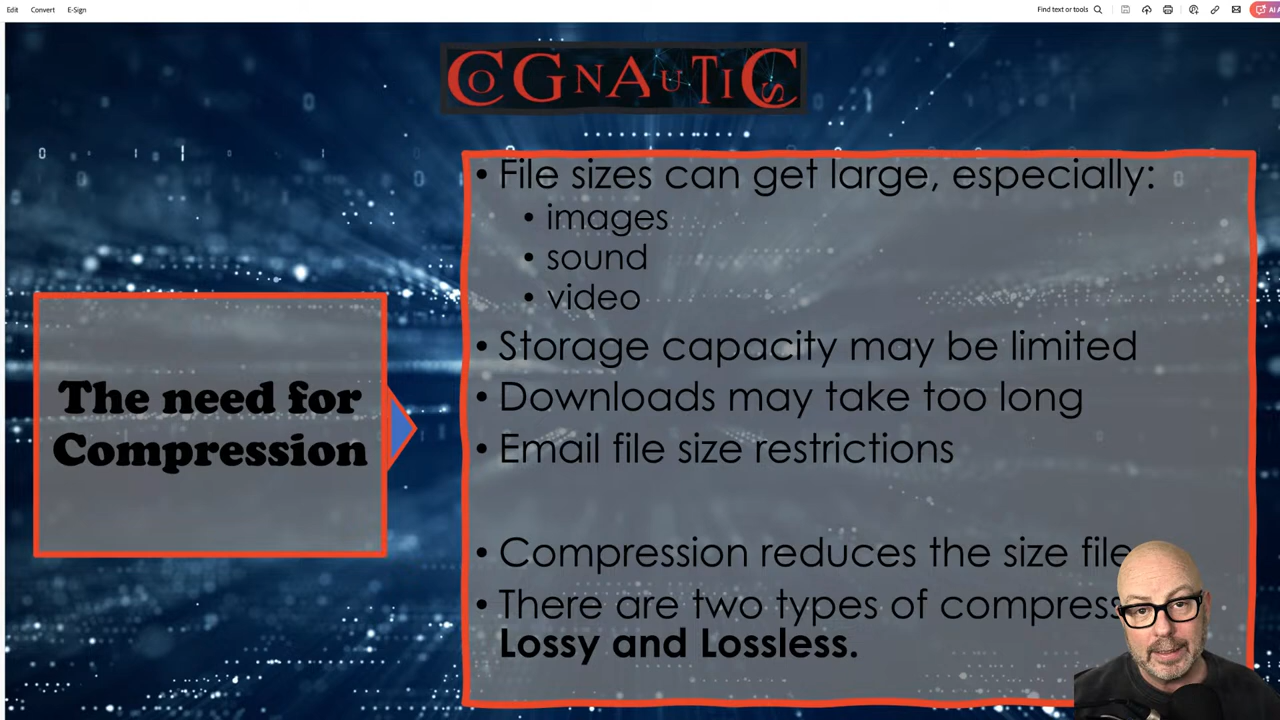 Edit Convert E-Sign Find text or tools
COGNAUTICS
• File sizes can get large, especially:
• images
• sound
• video
• Storage capacity may be limited
• Downloads may take too long
• Email file size restrictions
The need for
Compression
• Compression reduces the size file
• There are two types of compress
Lossy and Lossless.